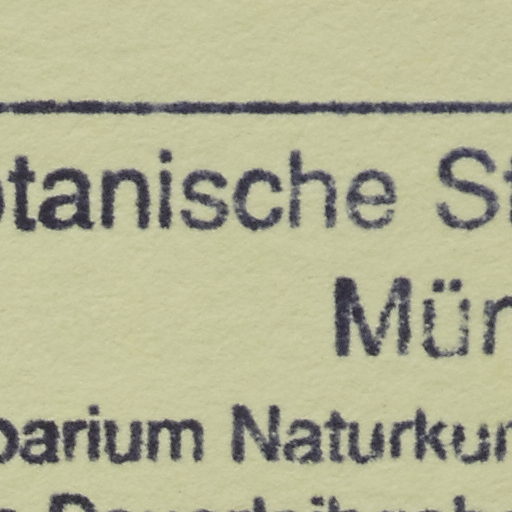 otanische St
Mün
barium Naturkun